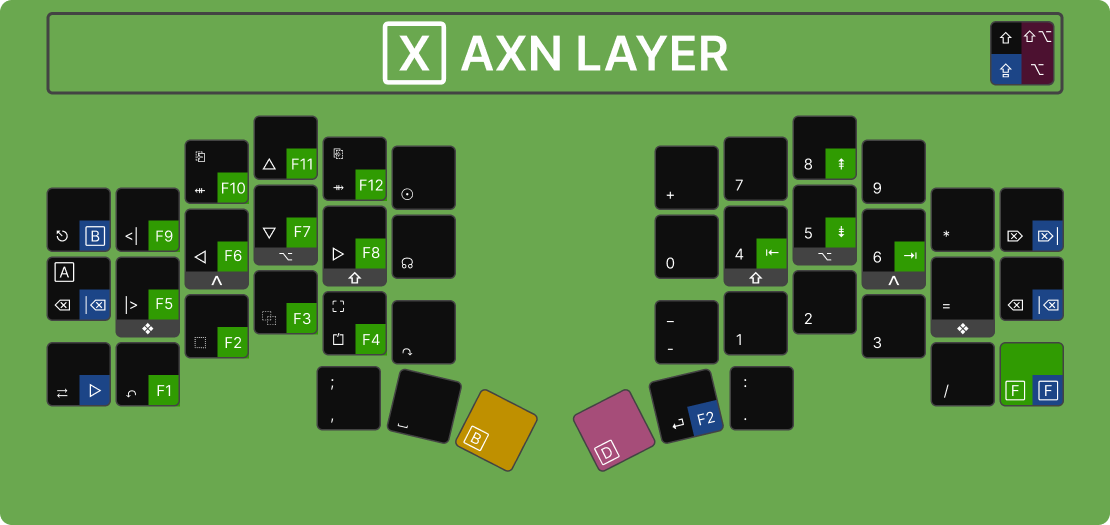 X AXN LAYER
⇧ ⇧⌥
⇪ ⌥
F10
△ F11
F12
⊙
B
<| F9
◁ F6
∧
▽ F7
⌥
▷ F8
⇧
☊
A
⌫ |⌫
|> F5
❖
F2
F3
F4
⇄ ▷
F1
;
,
⎵
B
+
7
8 ⇞
9
*
⌦ ⌦|
0
4 ⇤
⇧
5 ⇟
⌥
6 ⇥
∧
=
❖
⌫ |⌫
–
-
1
2
3
/
F F
D
↵ F2
:
.